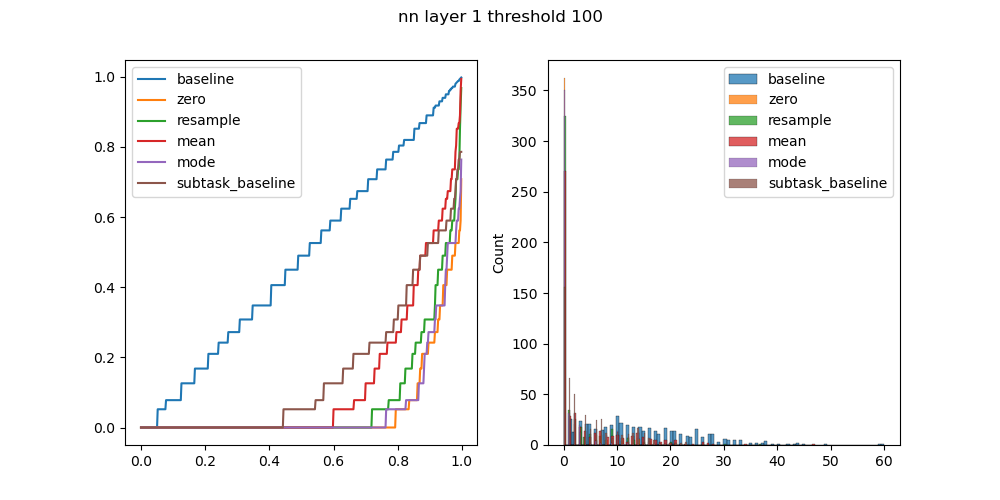 nn layer 1 threshold 100
1.0
0.8
0.6
0.4
0.2
0.0
0.0 0.2 0.4 0.6 0.8 1.0
baseline
zero
resample
mean
mode
subtask_baseline
Count
350
300
250
200
150
100
50
0
0 10 20 30 40 50 60
baseline
zero
resample
mean
mode
subtask_baseline